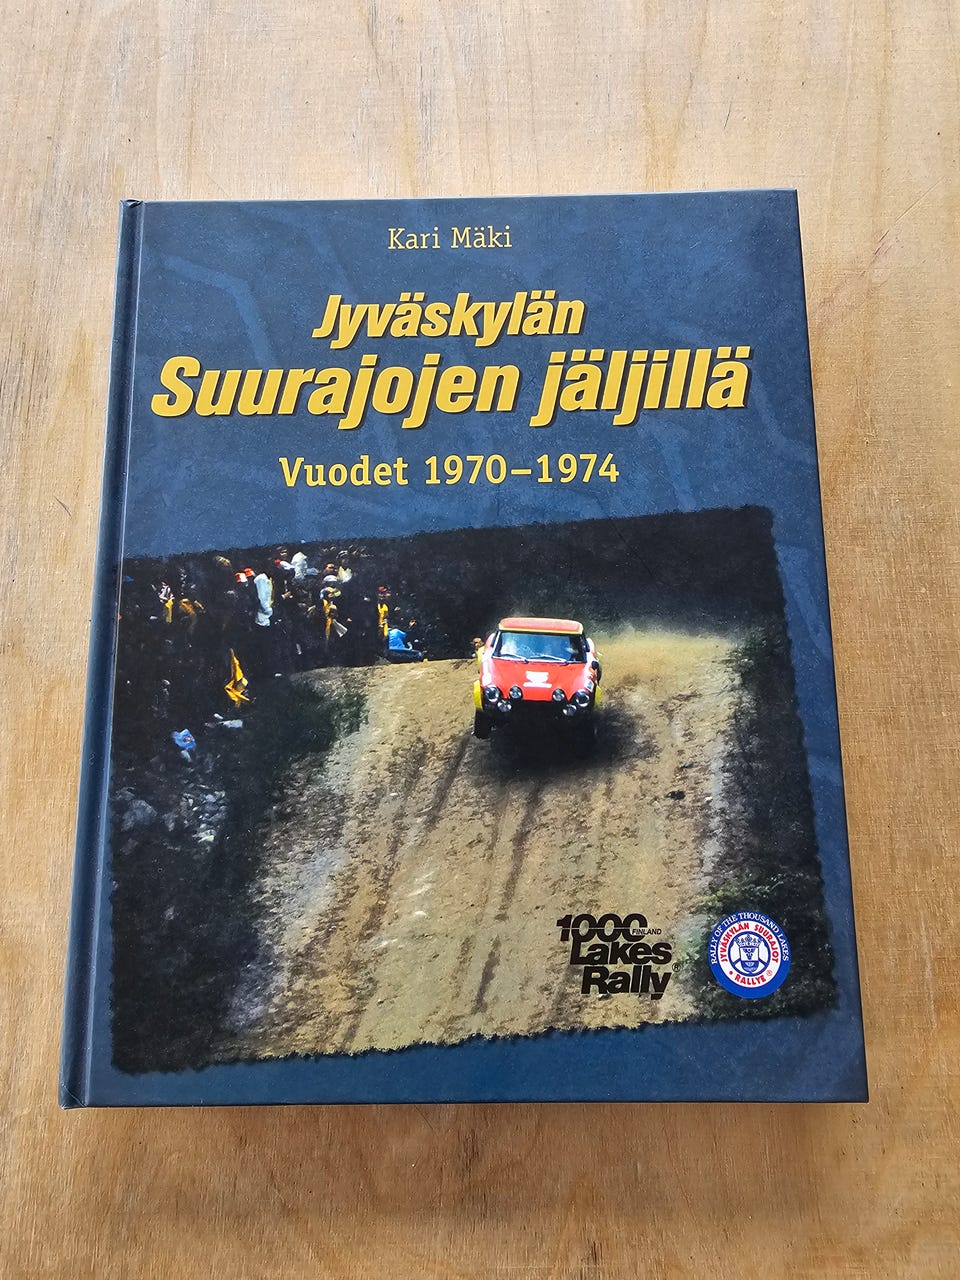 Kari Mäki
Jyväskylän
Suurajojen jäljillä
Vuodet 1970–1974
1000
FINLAND
Lakes
Rally®
RALLY OF THE THOUSAND LAKES
JYVÄSKYLÄN SUURAJOT
RALLYE ®